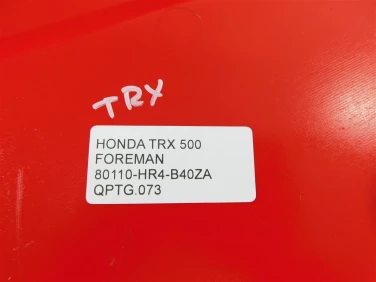 TRX
HONDA TRX 500
FOREMAN
80110-HR4-B40ZA
QPTG.073